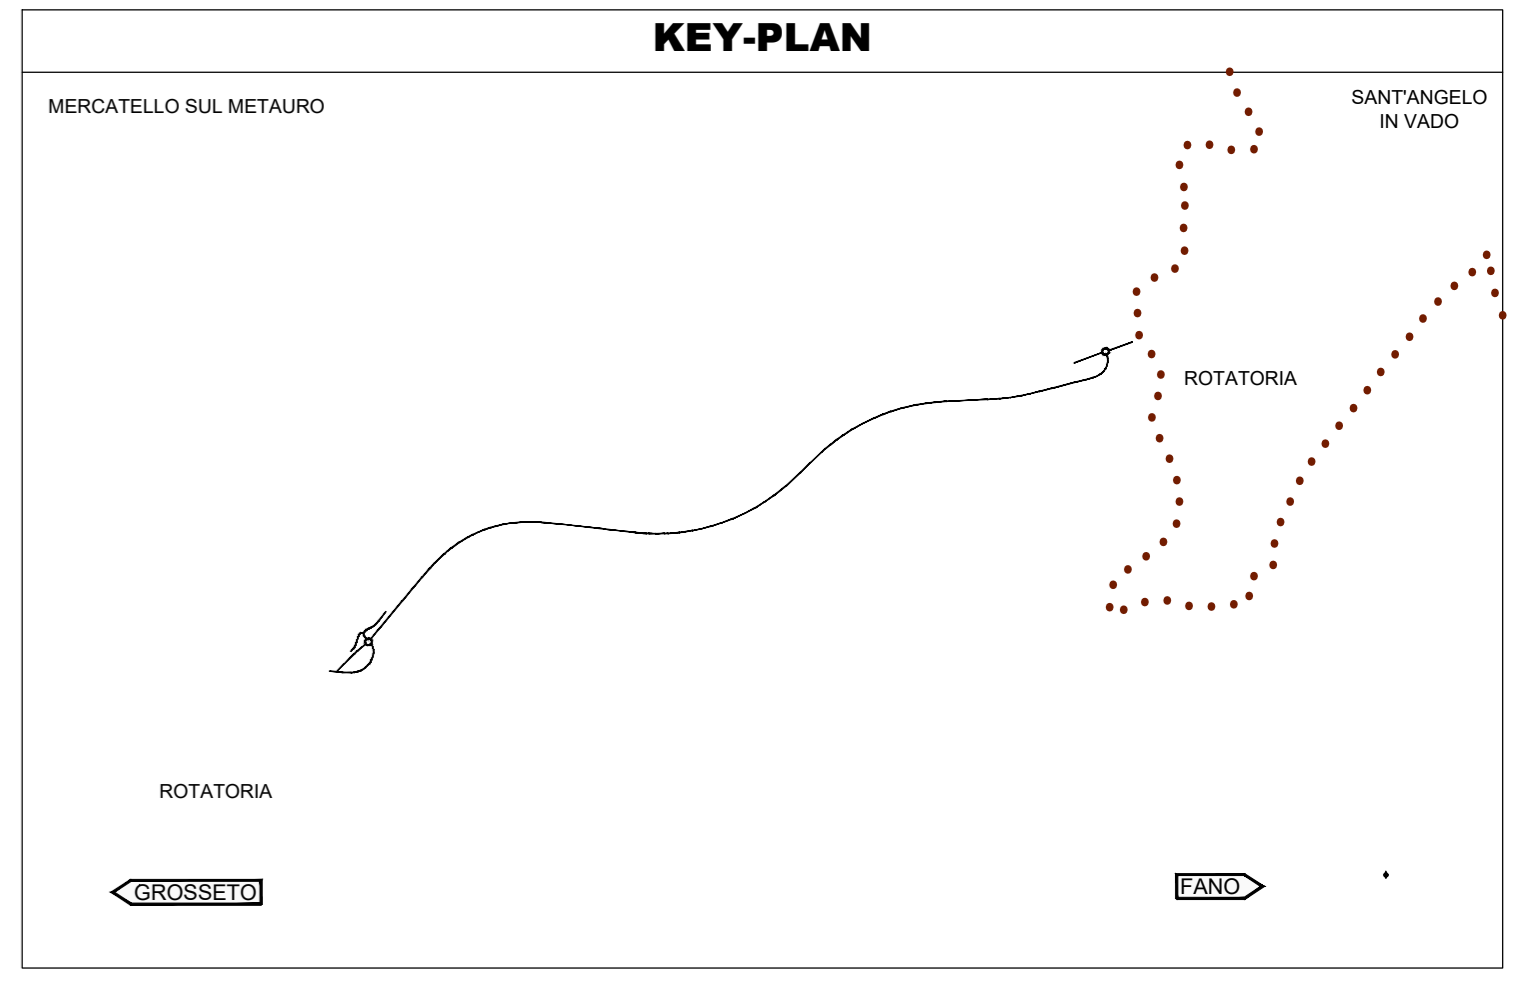 KEY-PLAN
MERCATELLO SUL METAURO
SANT'ANGELO
IN VADO
ROTATORIA
ROTATORIA
GROSSETO
FANO